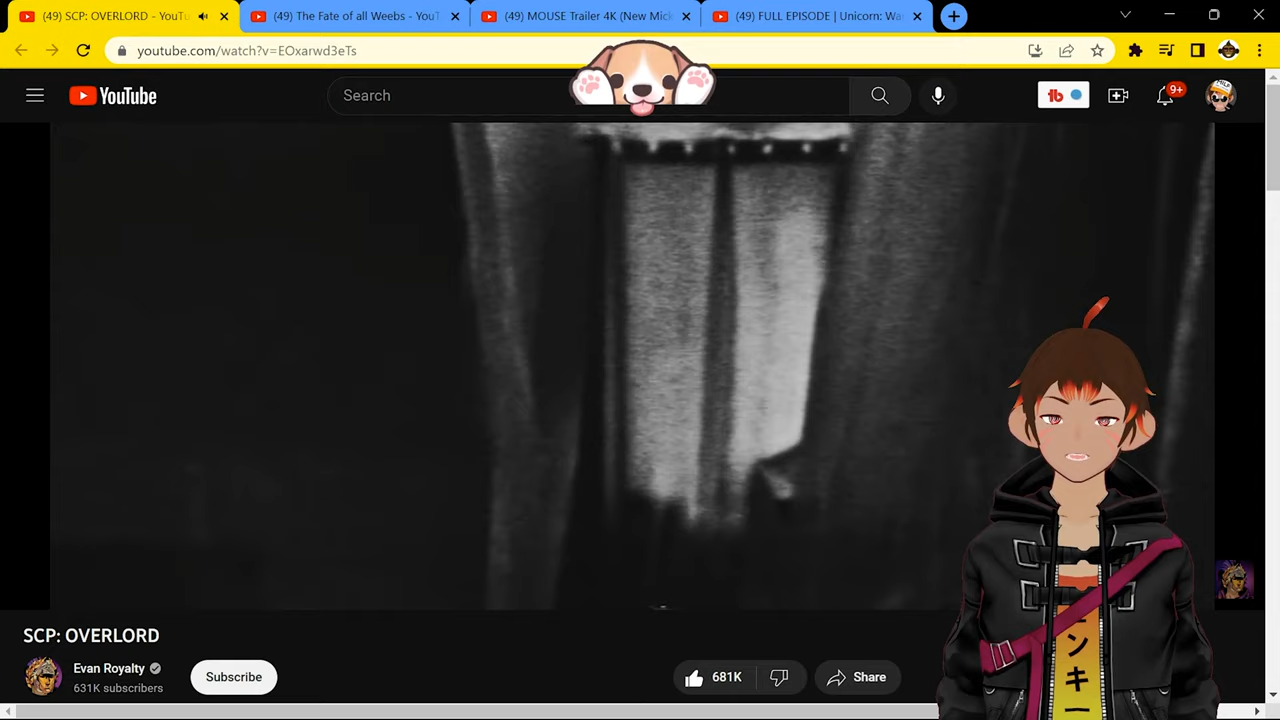 (49) SCP: OVERLORD - YouTu
(49) The Fate of all Weebs - YouT
(49) MOUSE Trailer 4K (New Mick
(49) FULL EPISODE | Unicorn: Wa
youtube.com/watch?v=EOxarwd3eTs
YouTube
Search
tb
9+
SCP: OVERLORD
Evan Royalty
631K subscribers
Subscribe
681K
Share
ンキー